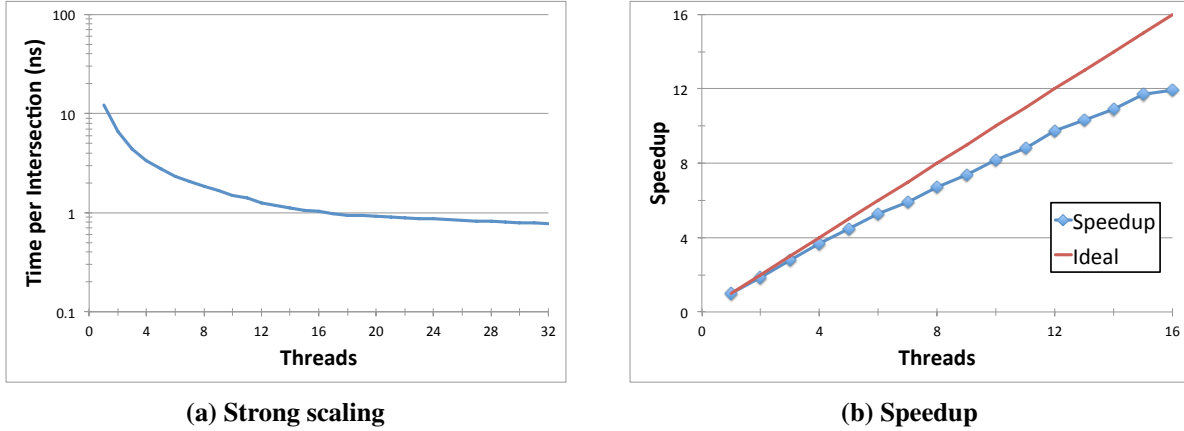 100
10
1
0.1
Time per Intersection (ns)
0 4 8 12 16 20 24 28 32
Threads
(a) Strong scaling
16
12
8
4
0
Speedup
Speedup
Ideal
0 4 8 12 16
Threads
(b) Speedup